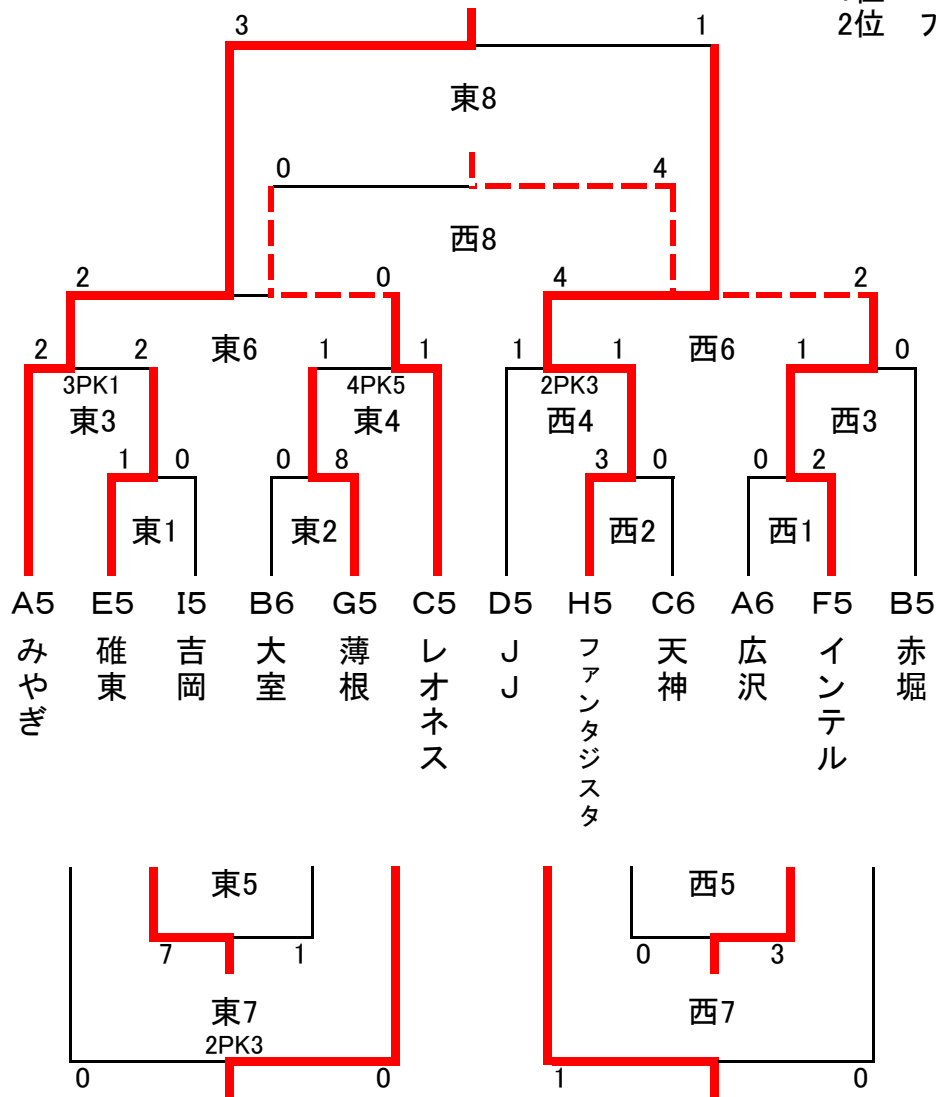 2位
3 1
東8
0 4
西8
2 0 4 2
東6 西6
2 2 1 1 1 1 1 0
3PK1 4PK5 2PK3
東3 東4 西4 西3
1 0 0 8 3 0 0 2
東1 東2 西2 西1
A5 E5 I5 B6 G5 C5 D5 H5 C6 A6 F5 B5
みやぎ
碓東
吉岡
大室
薄根
レオネス
JJ
ファンタジスタ
天神
広沢
インテル
赤堀
東5 西5
7 1 0 3
東7 西7
2PK3
0 0 1 0